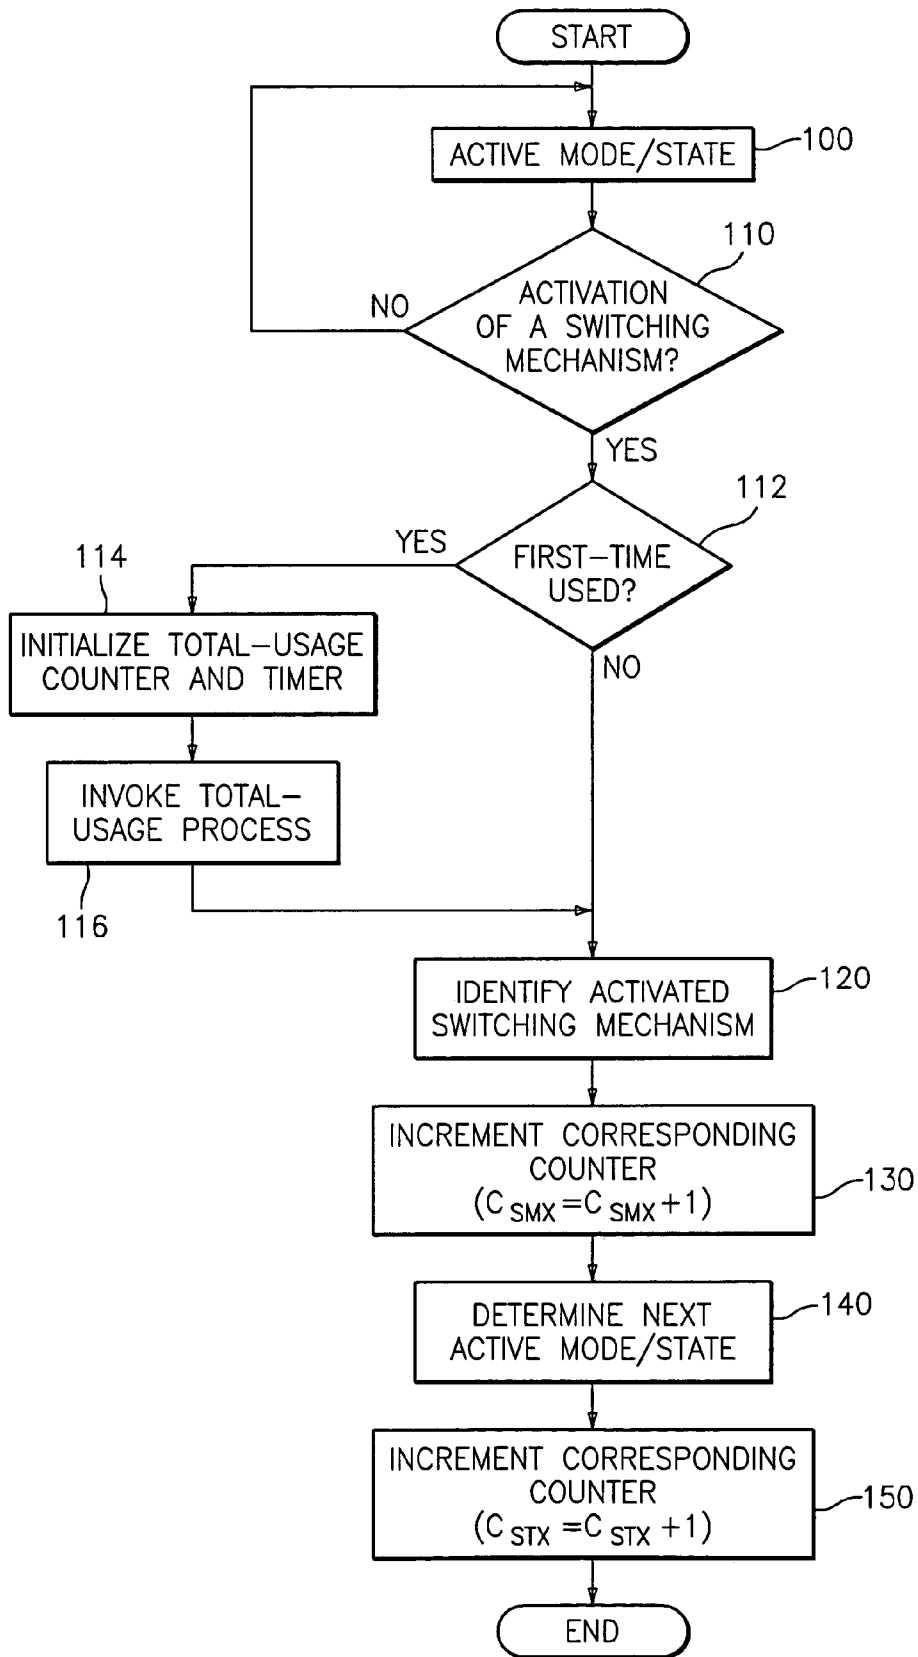 START
ACTIVE MODE/STATE
100
110
ACTIVATION
OF A SWITCHING
MECHANISM?
NO
YES
112
FIRST-TIME
USED?
YES
NO
114
INITIALIZE TOTAL-USAGE
COUNTER AND TIMER
INVOKE TOTAL-
USAGE PROCESS
116
IDENTIFY ACTIVATED
SWITCHING MECHANISM
120
INCREMENT CORRESPONDING
COUNTER
(C SMX = C SMX +1)
130
DETERMINE NEXT
ACTIVE MODE/STATE
140
INCREMENT CORRESPONDING
COUNTER
(C STX = C STX +1)
150
END